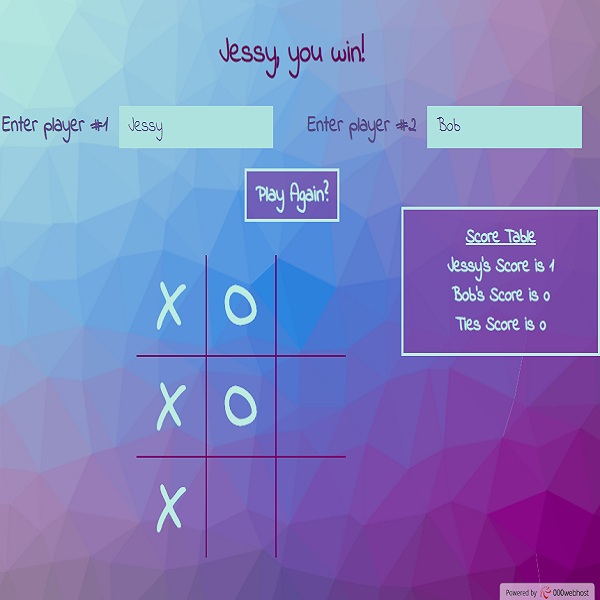 Jessy, you win!
Enter player #1 Jessy Enter player #2 Bob
Play Again?
Score Table
Jessy's Score is 1
Bob's Score is 0
Ties Score is 0
X O
X O
X
Powered by 000webhost